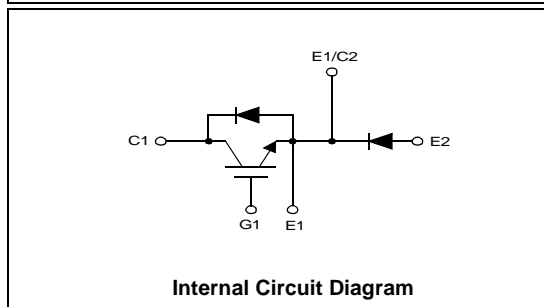 E1/C2
C1
E2
G1
E1
Internal Circuit Diagram